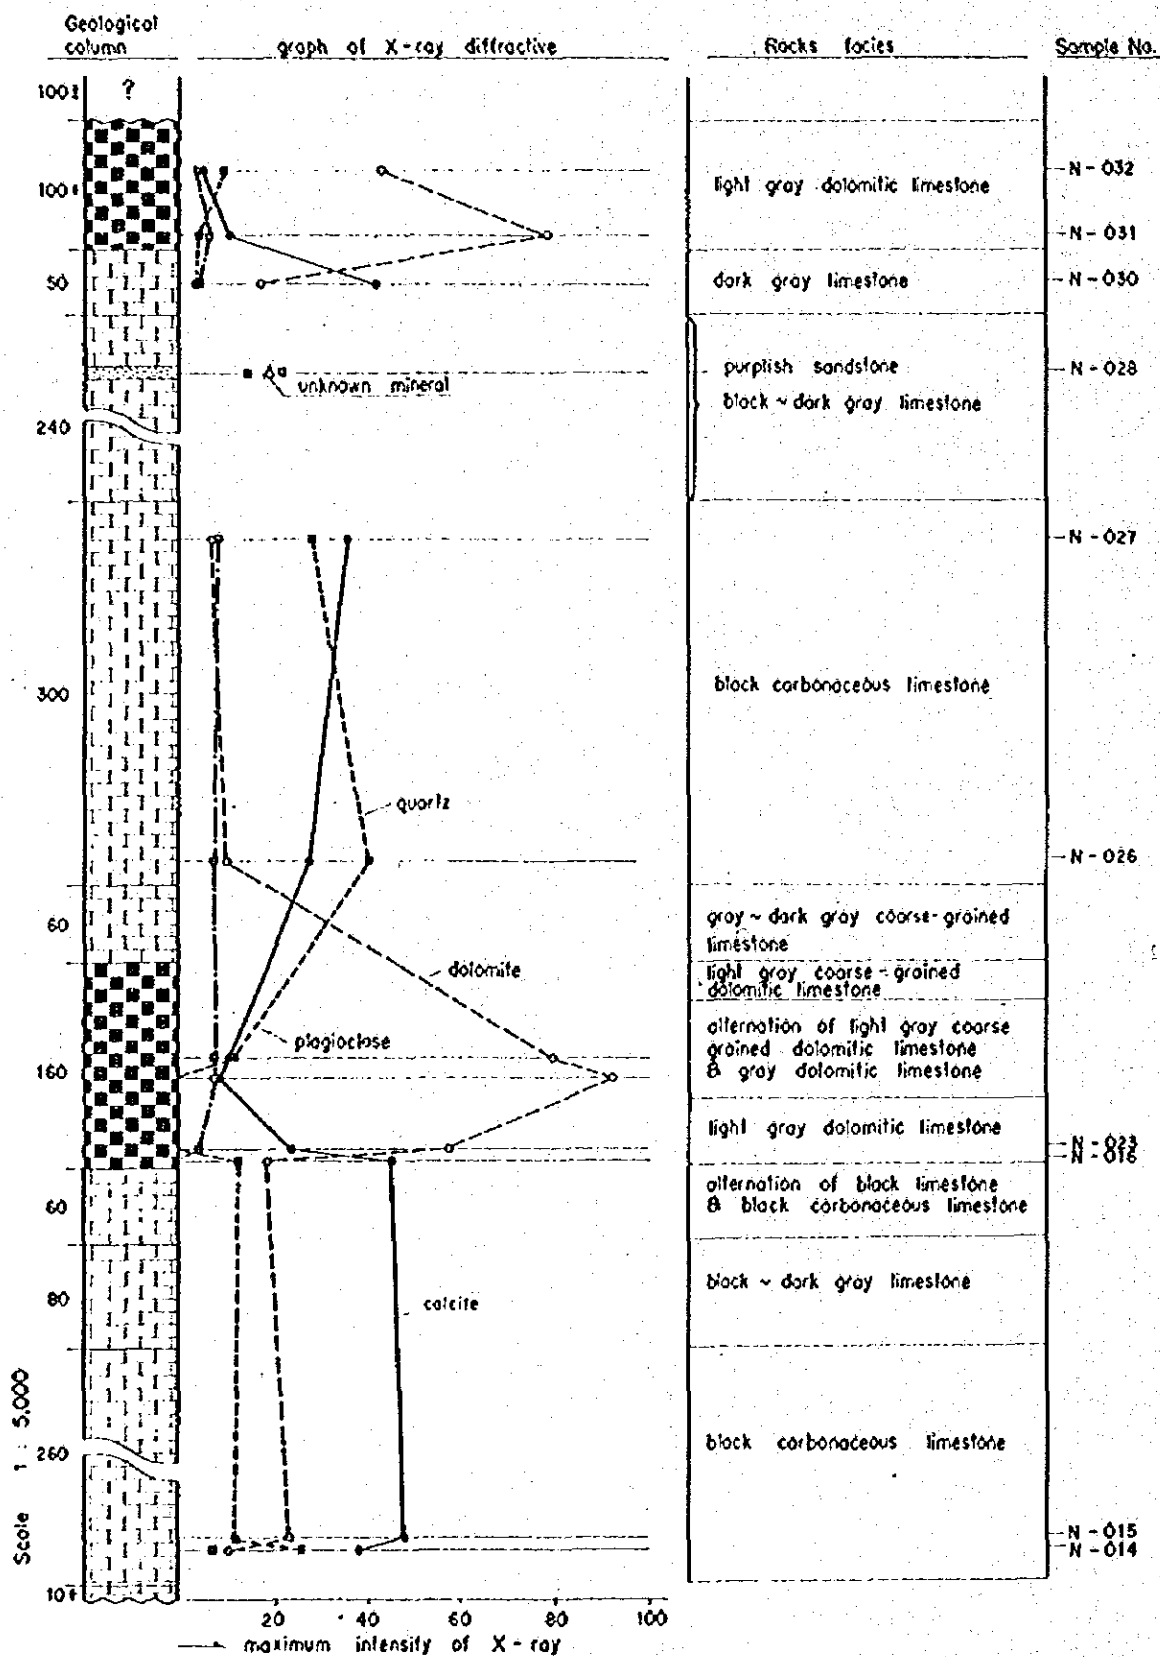 Geological
column
graph of X-ray diffractive
Rocks facies
Sample No.
100±
?
100±
light gray dolomitic limestone
N-032
N-031
50
dark gray limestone
N-030
unknown mineral
purplish sandstone
N-028
240
black ~ dark gray limestone
N-027
300
black carbonaceous limestone
quartz
N-026
60
gray ~ dark gray coarse-grained
limestone
dolomite
light gray coarse-grained
dolomitic limestone
plagioclase
alternation of light gray coarse
grained dolomitic limestone
& gray dolomitic limestone
160
light gray dolomitic limestone
N-023
N-016
60
alternation of black limestone
& black carbonaceous limestone
80
black ~ dark gray limestone
calcite
Scale 1 : 5,000
260
black carbonaceous limestone
N-015
N-014
10±
20 40 60 80 100
maximum intensity of X-ray